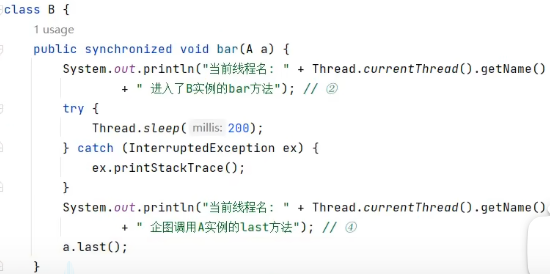 class B {
1 usage
public synchronized void bar(A a) {
System.out.println("当前线程名: " + Thread.currentThread().getName()
+ " 进入了B实例的bar方法"); // ②
try {
Thread.sleep( millis: 200);
} catch (InterruptedException ex) {
ex.printStackTrace();
}
System.out.println("当前线程名: " + Thread.currentThread().getName()
+ " 企图调用A实例的last方法"); // ④
a.last();
}